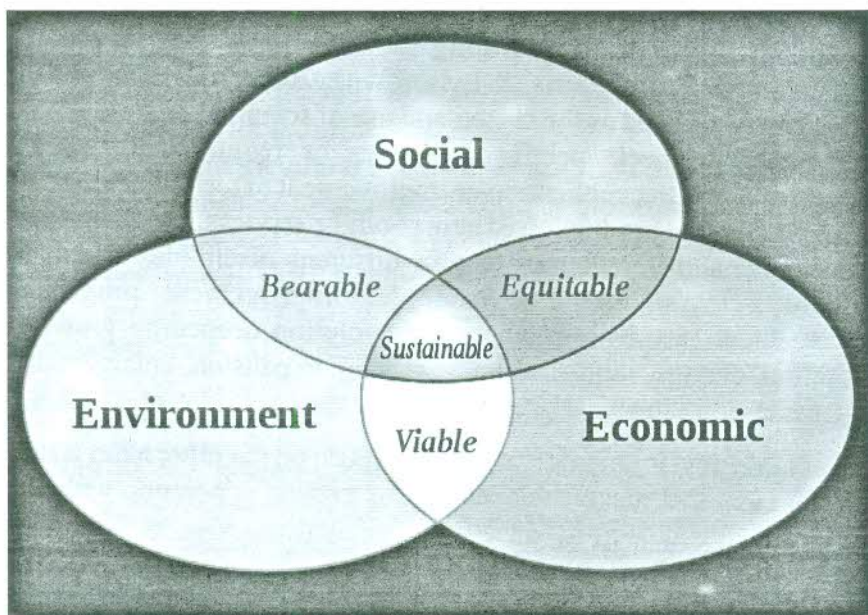 Social
Bearable
Equitable
Sustainable
Environment
Economic
Viable